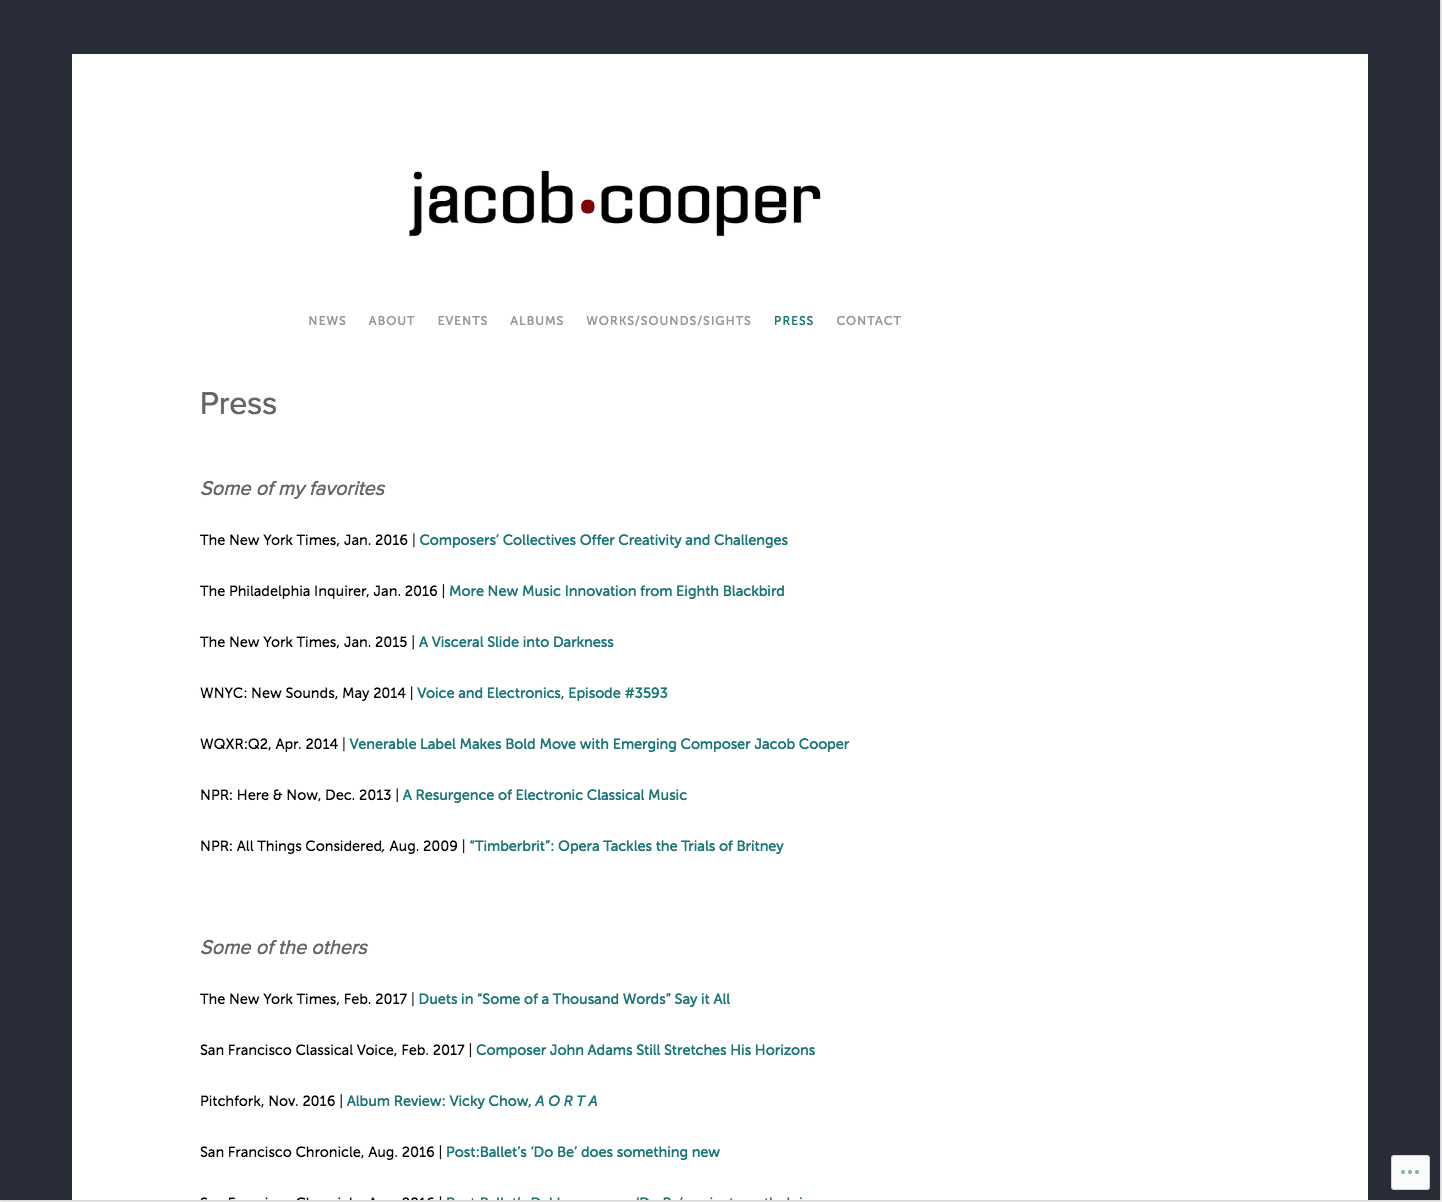 jacob•cooper
NEWS ABOUT EVENTS ALBUMS WORKS/SOUNDS/SIGHTS PRESS CONTACT
Press
Some of my favorites
The New York Times, Jan. 2016 | Composers’ Collectives Offer Creativity and Challenges
The Philadelphia Inquirer, Jan. 2016 | More New Music Innovation from Eighth Blackbird
The New York Times, Jan. 2015 | A Visceral Slide into Darkness
WNYC: New Sounds, May 2014 | Voice and Electronics, Episode #3593
WQXR:Q2, Apr. 2014 | Venerable Label Makes Bold Move with Emerging Composer Jacob Cooper
NPR: Here & Now, Dec. 2013 | A Resurgence of Electronic Classical Music
NPR: All Things Considered, Aug. 2009 | “Timberbrit”: Opera Tackles the Trials of Britney
Some of the others
The New York Times, Feb. 2017 | Duets in “Some of a Thousand Words” Say it All
San Francisco Classical Voice, Feb. 2017 | Composer John Adams Still Stretches His Horizons
Pitchfork, Nov. 2016 | Album Review: Vicky Chow, A O R T A
San Francisco Chronicle, Aug. 2016 | Post:Ballet’s ‘Do Be’ does something new